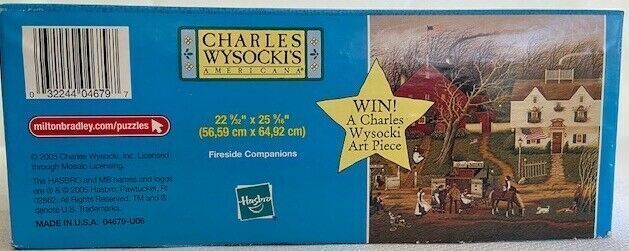 0 32244 04679 7
miltonbradley.com/puzzles
© 2005 Charles Wysocki, Inc. Licensed
through Mosaic Licensing.
The HASBRO and MB names and logos
are ® & © 2005 Hasbro, Pawtucket, RI
02862. All Rights Reserved. TM and ®
denote U.S. Trademarks.
MADE IN U.S.A. 04679-U06
CHARLES
WYSOCKI'S
AMERICANA®
22 9/32" x 25 9/16"
(56,59 cm x 64,92 cm)
Fireside Companions
Hasbro
WIN!
A Charles
Wysocki
Art Piece